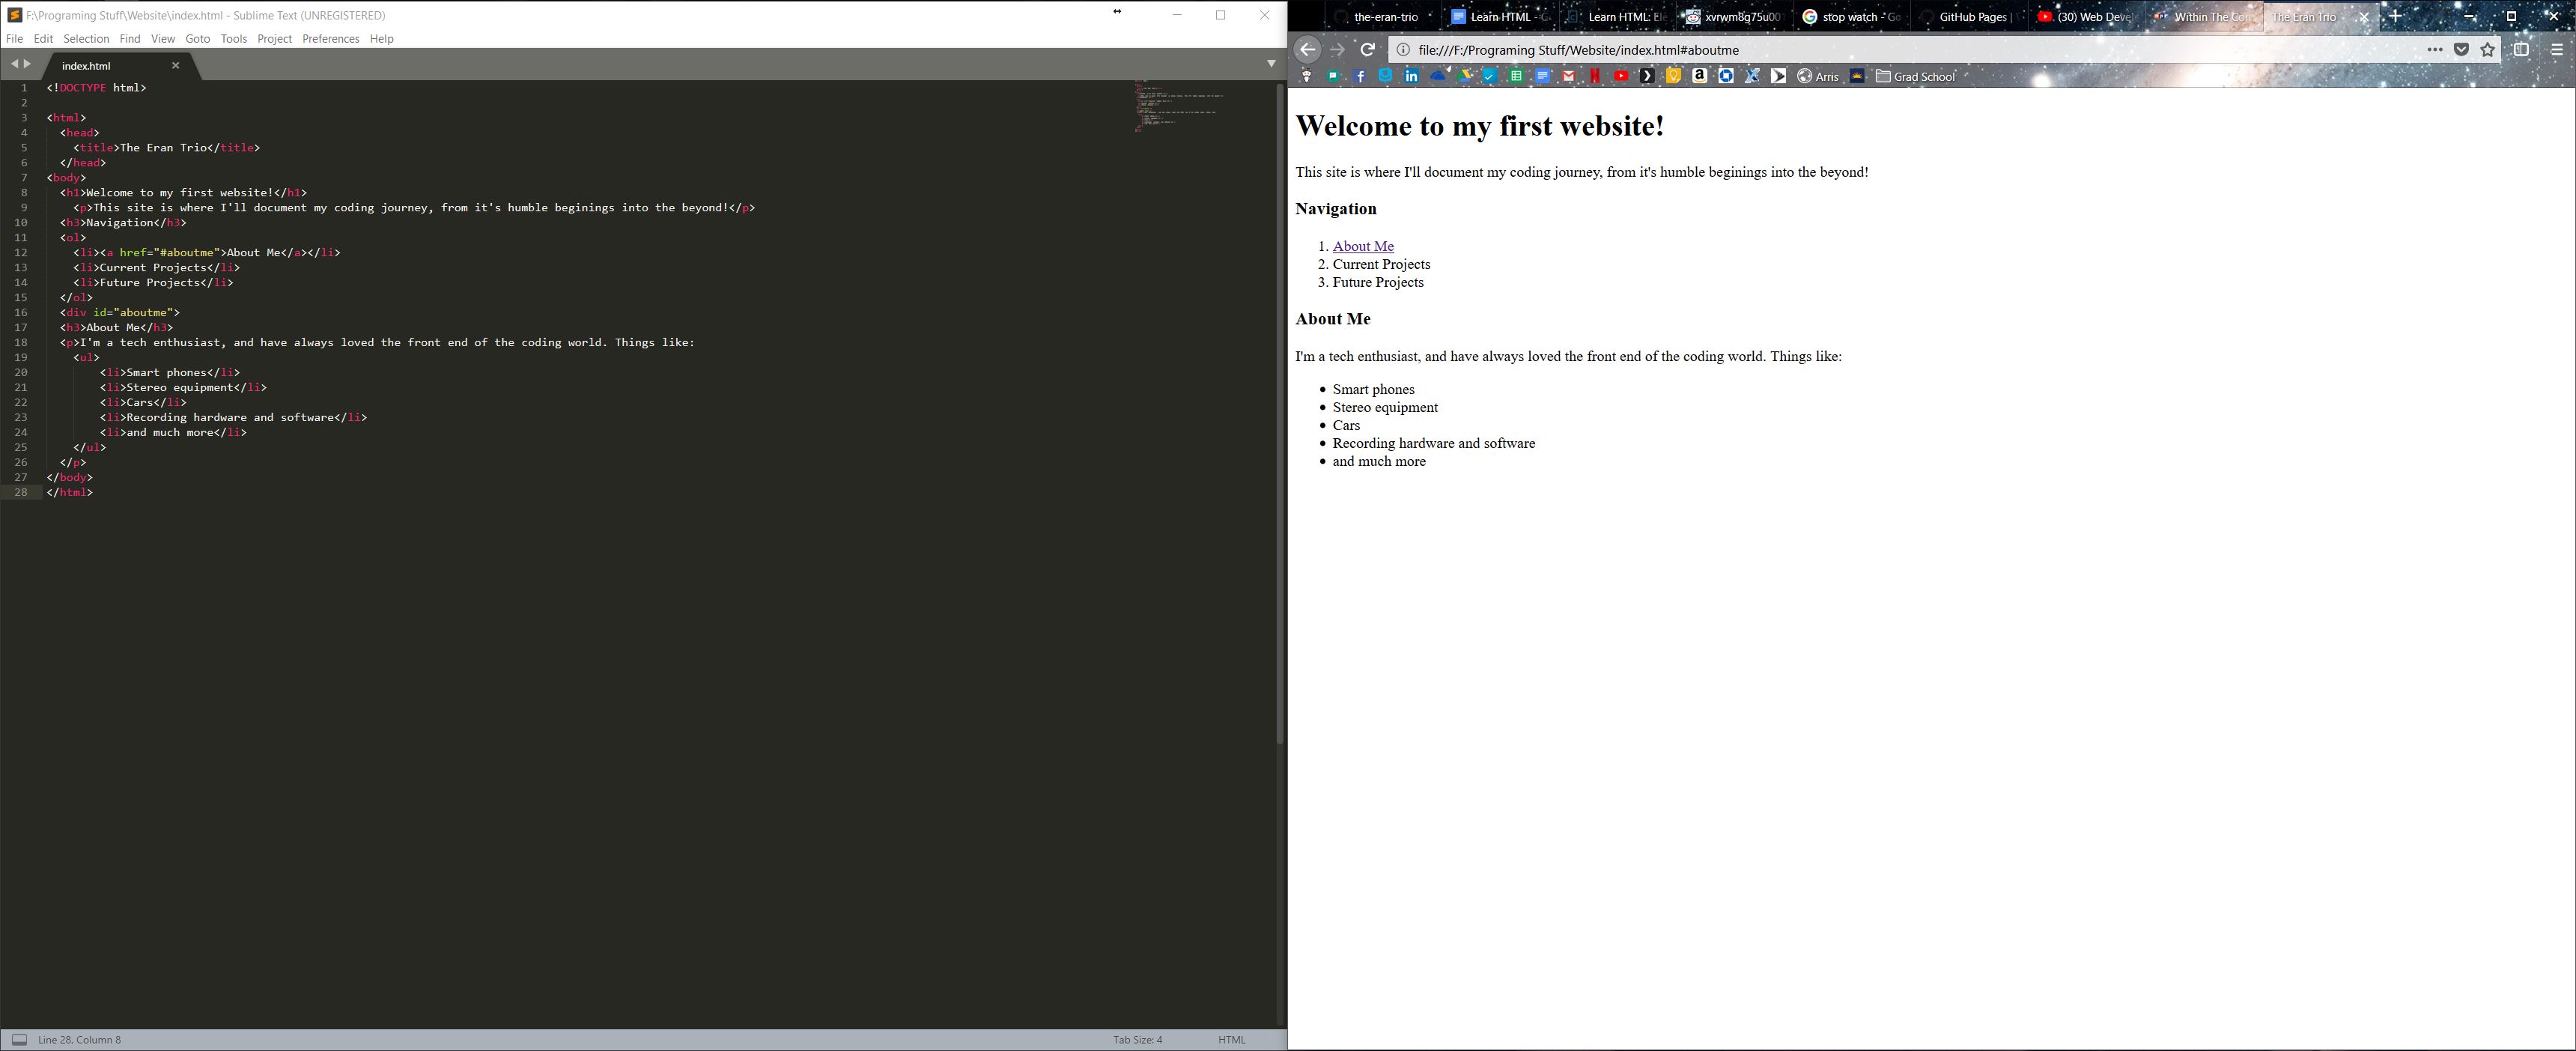 F:\Programing Stuff\Website\index.html - Sublime Text (UNREGISTERED)
File Edit Selection Find View Goto Tools Project Preferences Help
index.html
1 <!DOCTYPE html>
2
3 <html>
4 <head>
5 <title>The Eran Trio</title>
6 </head>
7 <body>
8 <h1>Welcome to my first website!</h1>
9 <p>This site is where I'll document my coding journey, from it's humble beginings into the beyond!</p>
10 <h3>Navigation</h3>
11 <ol>
12 <li><a href="#aboutme">About Me</a></li>
13 <li>Current Projects</li>
14 <li>Future Projects</li>
15 </ol>
16 <div id="aboutme">
17 <h3>About Me</h3>
18 <p>I'm a tech enthusiast, and have always loved the front end of the coding world. Things like:
19 <ul>
20 <li>Smart phones</li>
21 <li>Stereo equipment</li>
22 <li>Cars</li>
23 <li>Recording hardware and software</li>
24 <li>and much more</li>
25 </ul>
26 </p>
27 </body>
28 </html>
Line 28, Column 8 Tab Size: 4 HTML
the-eran-trio Learn HTML - G Learn HTML: Ele xvrwm8g75u00 stop watch - Go GitHub Pages | (30) Web Devel Within The Con The Eran Trio
file:///F:/Programing Stuff/Website/index.html#aboutme
Arris Grad School
Welcome to my first website!
This site is where I'll document my coding journey, from it's humble beginings into the beyond!
Navigation
1. About Me
2. Current Projects
3. Future Projects
About Me
I'm a tech enthusiast, and have always loved the front end of the coding world. Things like:
• Smart phones
• Stereo equipment
• Cars
• Recording hardware and software
• and much more